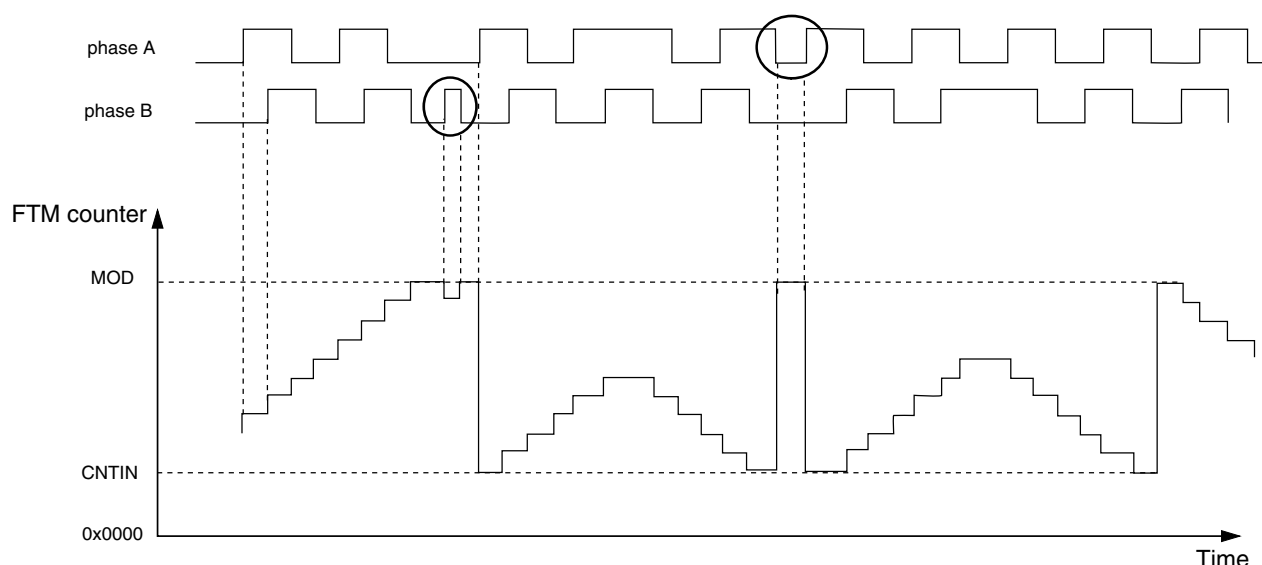 phase A
phase B
FTM counter
MOD
CNTIN
0x0000
Time